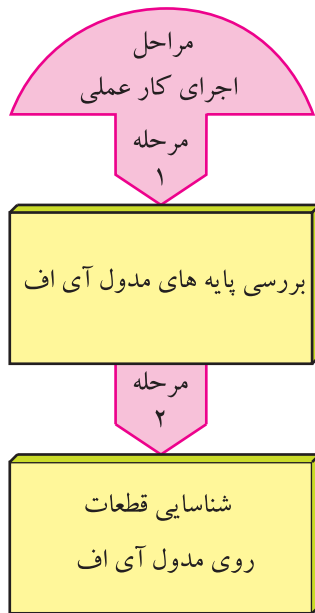 مراحل
اجرای کار عملی
مرحله
۱
بررسی پایه های مدول آی اف
مرحله
۲
شناسایی قطعات
روی مدول آی اف